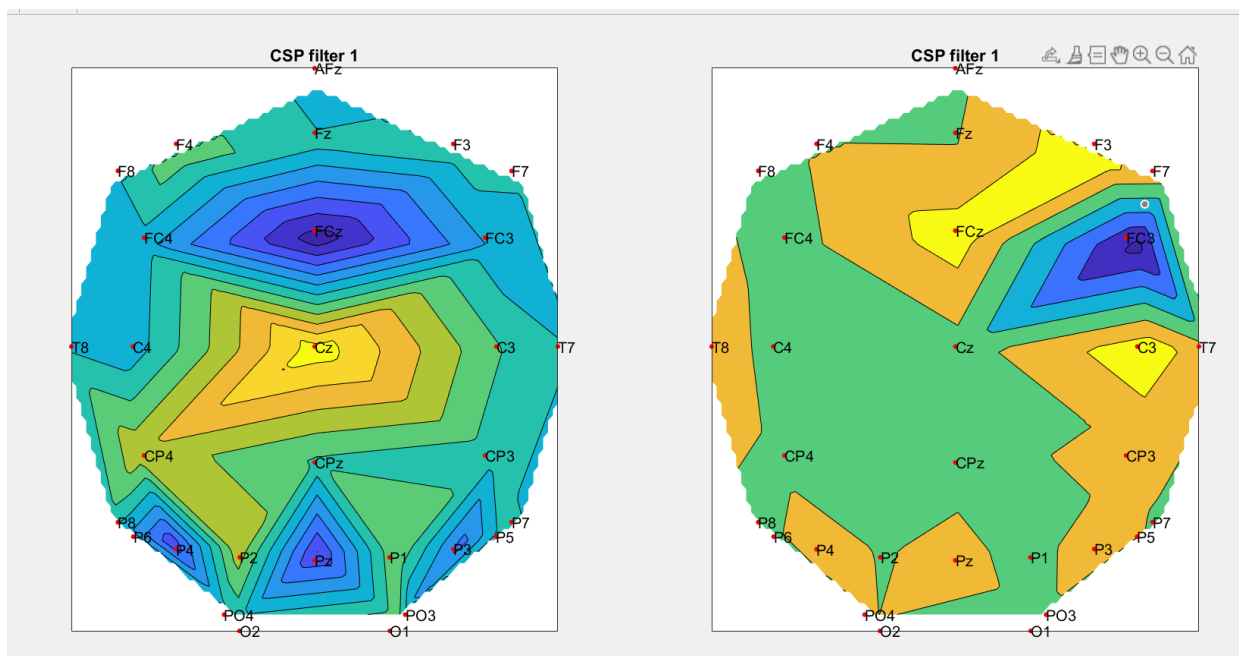 CSP filter 1
AFz
Fz
F4
F3
F8
F7
FCz
FC4
FC3
T8
C4
Cz
C3
T7
CP4
CPz
CP3
P8
P7
P6
P5
P4
P3
P2
Pz
P1
PO4
PO3
O2
O1
CSP filter 1
AFz
Fz
F4
F3
F8
F7
FCz
FC4
FC3
T8
C4
Cz
C3
T7
CP4
CPz
CP3
P8
P7
P6
P5
P4
P3
P2
Pz
P1
PO4
PO3
O2
O1